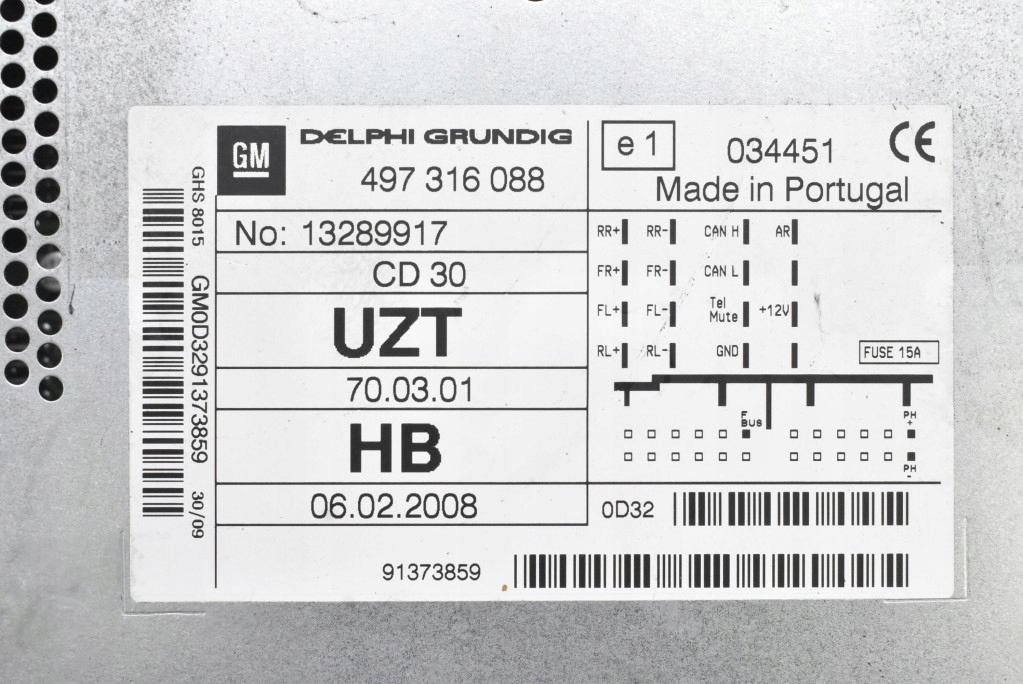 GM
DELPHI GRUNDIG
497 316 088
No: 13289917
CD 30
UZT
70.03.01
HB
06.02.2008
e1
034451
CE
Made in Portugal
RR+ RR- CAN H AR
FR+ FR- CAN L
FL+ FL- Tel Mute +12V
RL+ RL- GND
FUSE 15A
F BUS
PH +
PH -
0D32
91373859
GHS 8015
GM0D3291373859
30/09